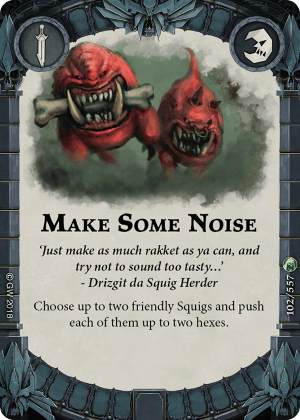 MAKE SOME NOISE
‘Just make as much rakket as ya can, and
try not to sound too tasty…’
- Drizgit da Squig Herder
Choose up to two friendly Squigs and push
each of them up to two hexes.
© GW 2018
102/557